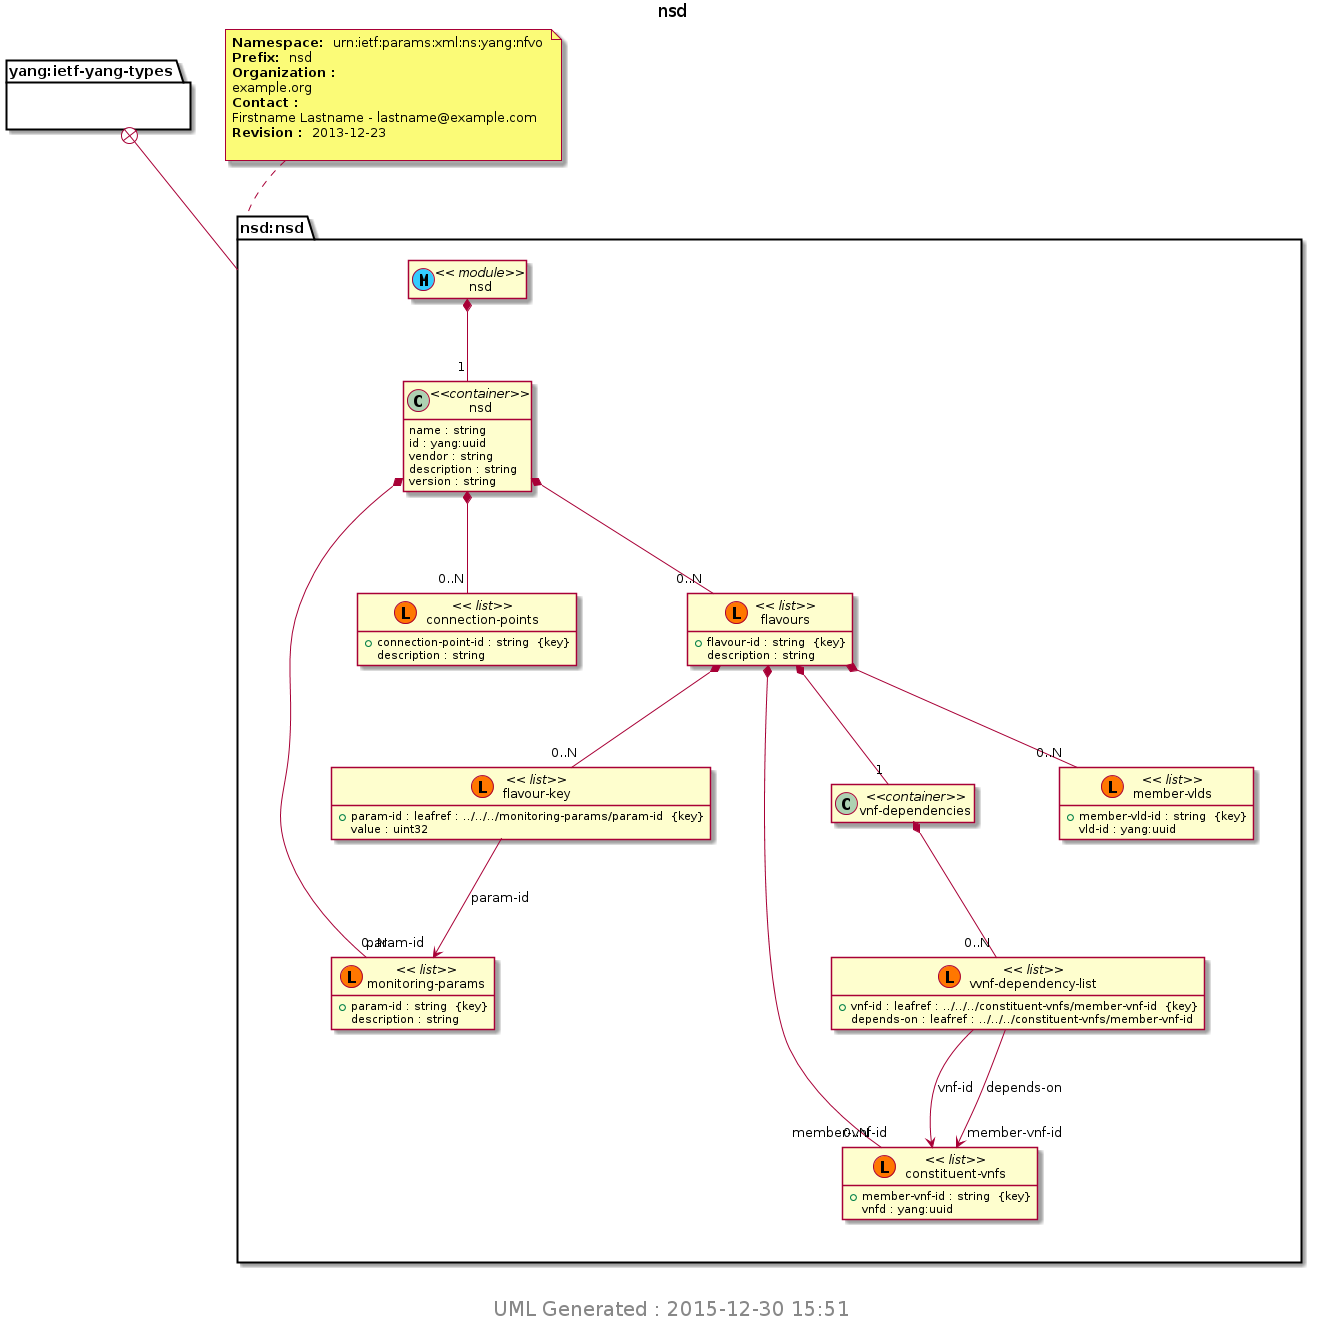 nsd
Namespace: urn:ietf:params:xml:ns:yang:nfvo
Prefix: nsd
Organization :
example.org
Contact :
Firstname Lastname - lastname@example.com
Revision : 2013-12-23
yang:ietf-yang-types
nsd:nsd
M
<< module>>
nsd
1
C
<<container>>
nsd
name : string
id : yang:uuid
vendor : string
description : string
version : string
0..N
0..N
L
<< list>>
connection-points
connection-point-id : string {key}
description : string
L
<< list>>
flavours
flavour-id : string {key}
description : string
0..N
1
0..N
L
<< list>>
flavour-key
param-id : leafref : ../../../monitoring-params/param-id {key}
value : uint32
C
<<container>>
vnf-dependencies
L
<< list>>
member-vlds
member-vld-id : string {key}
vld-id : yang:uuid
param-id
0..N
param-id
0..N
L
<< list>>
monitoring-params
param-id : string {key}
description : string
L
<< list>>
vvnf-dependency-list
vnf-id : leafref : ../../../constituent-vnfs/member-vnf-id {key}
depends-on : leafref : ../../../constituent-vnfs/member-vnf-id
vnf-id
depends-on
member-vnf-id
0..N
member-vnf-id
L
<< list>>
constituent-vnfs
member-vnf-id : string {key}
vnfd : yang:uuid
UML Generated : 2015-12-30 15:51